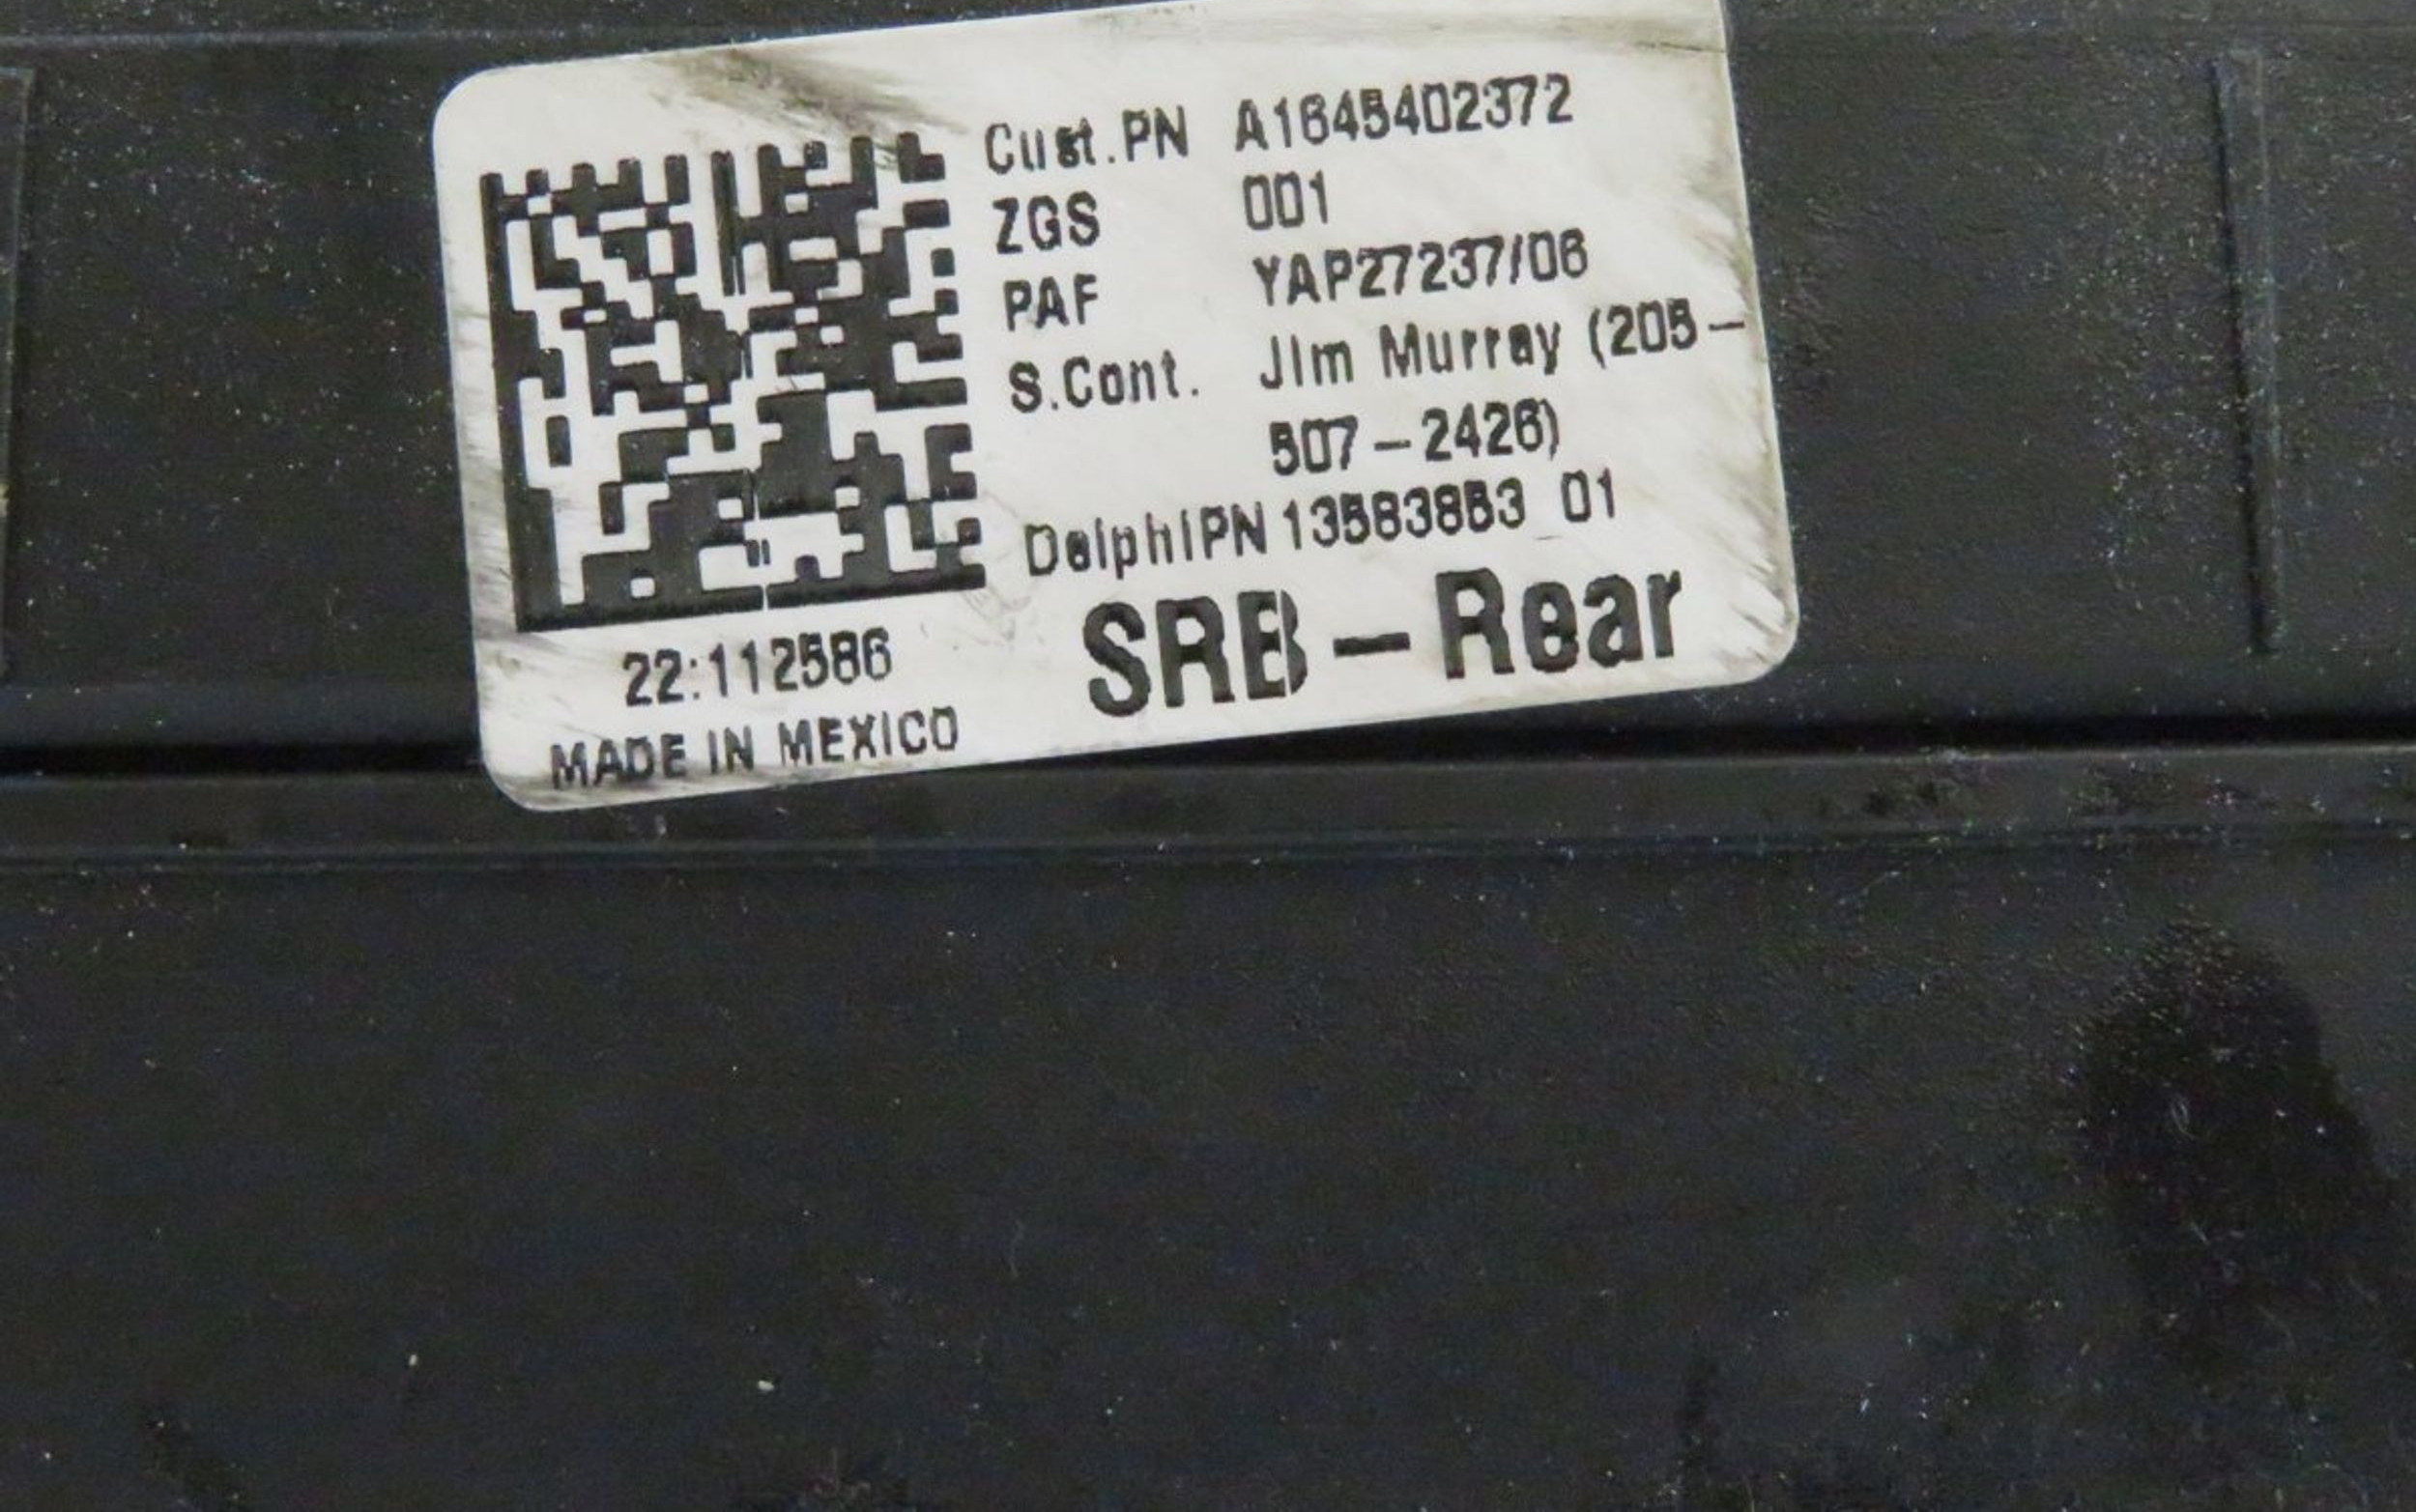 Cust.PN A1645402372
ZGS 001
PAF YAP27237/06
S.Cont. Jim Murray (205-
507-2426)
DelphiPN 13583853_01
SRB-Rear
22:112586
MADE IN MEXICO